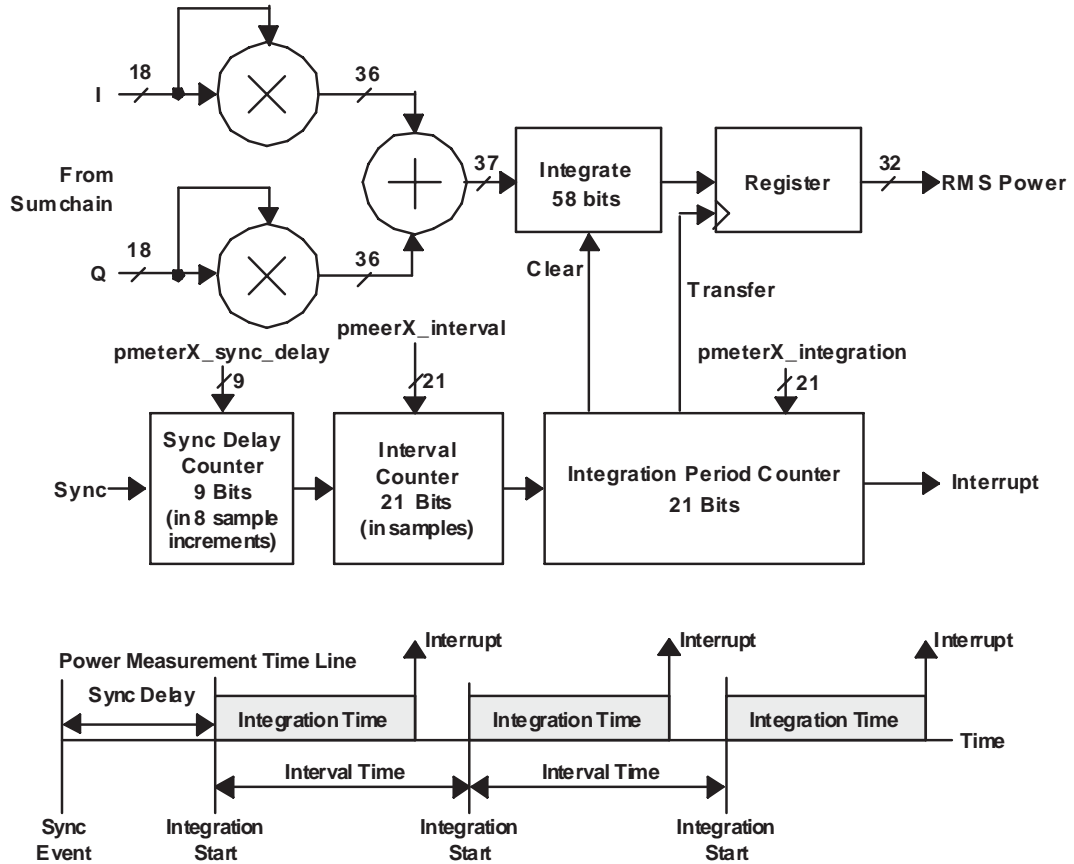 18
36
I
From
Sumchain
37
Integrate
58 bits
Register
32
RMS Power
18
36
Q
Clear
Transfer
pmeterX_sync_delay
9
pmeerX_interval
21
pmeterX_integration
21
Sync
Sync Delay
Counter
9 Bits
(in 8 sample
increments)
Interval
Counter
21 Bits
(in samples)
Integration Period Counter
21 Bits
Interrupt
Power Measurement Time Line
Interrupt
Interrupt
Interrupt
Sync Delay
Integration Time
Integration Time
Integration Time
Time
Interval Time
Interval Time
Sync
Event
Integration
Start
Integration
Start
Integration
Start